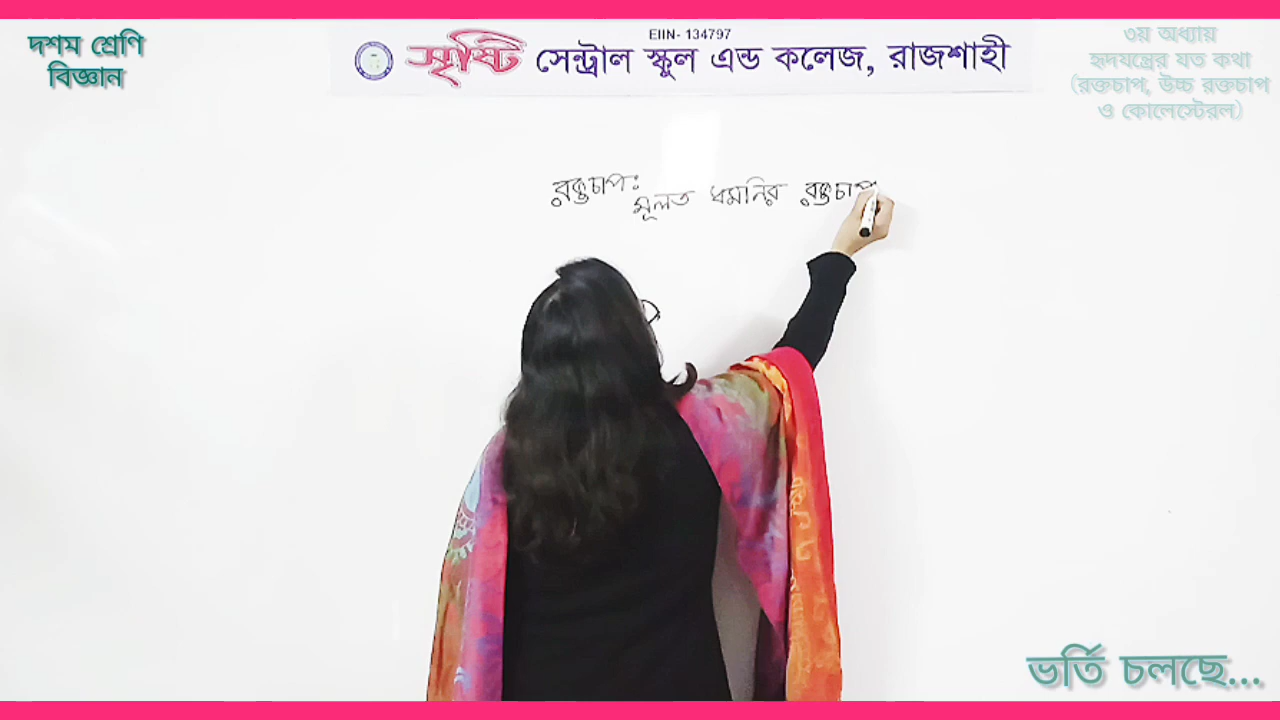 দশম শ্রেণি
বিজ্ঞান
EIIN- 134797
সৃষ্টি সেন্ট্রাল স্কুল এন্ড কলেজ, রাজশাহী
৩য় অধ্যায়
হৃদযন্ত্রের যত কথা
(রক্তচাপ, উচ্চ রক্তচাপ
ও কোলেস্টেরল)
রক্তচাপঃ
মূলত ধমনির রক্তচাপ
ভর্তি চলছে...